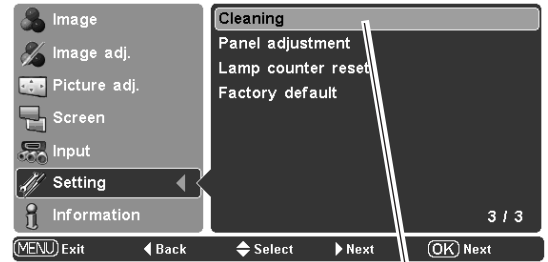 Image
Image adj.
Picture adj.
Screen
Input
Setting
Information
Cleaning
Panel adjustment
Lamp counter reset
Factory default
3 / 3
MENU Exit Back Select Next OK Next